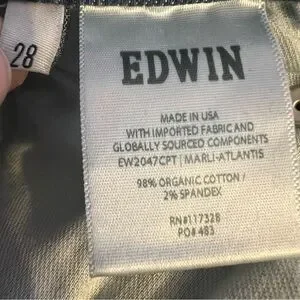 28
EDWIN
MADE IN USA
WITH IMPORTED FABRIC AND
GLOBALLY SOURCED COMPONENTS
EW2047CPT | MARLI-ATLANTIS
98% ORGANIC COTTON /
2% SPANDEX
RN#117328
PO# 483